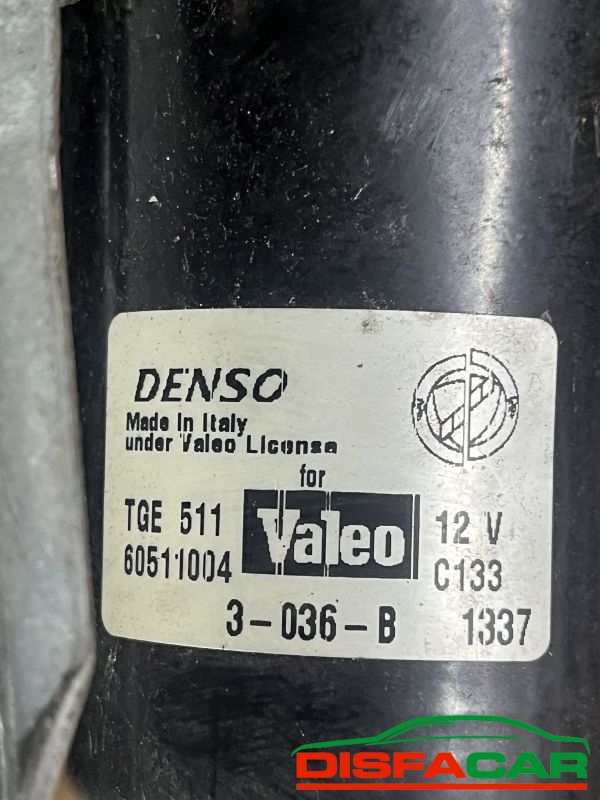 DENSO
Made in Italy
under Valeo License
for
TGE 511 Valeo 12 V
60511004 C133
3-036-B 1337
DISFACAR